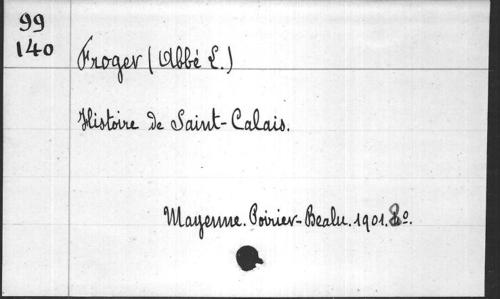 99
140
Froger (Abbé L.)
Histoire de Saint-Calais.
Mayenne. Poirier-Bealu. 1901. 8o.